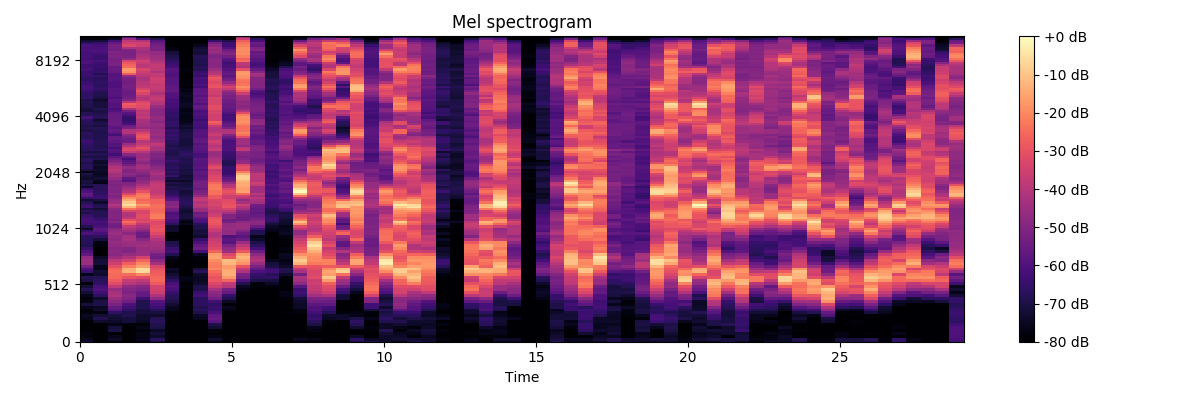 Mel spectrogram
Hz
8192
4096
2048
1024
512
0
0 5 10 15 20 25
Time
+0 dB
-10 dB
-20 dB
-30 dB
-40 dB
-50 dB
-60 dB
-70 dB
-80 dB